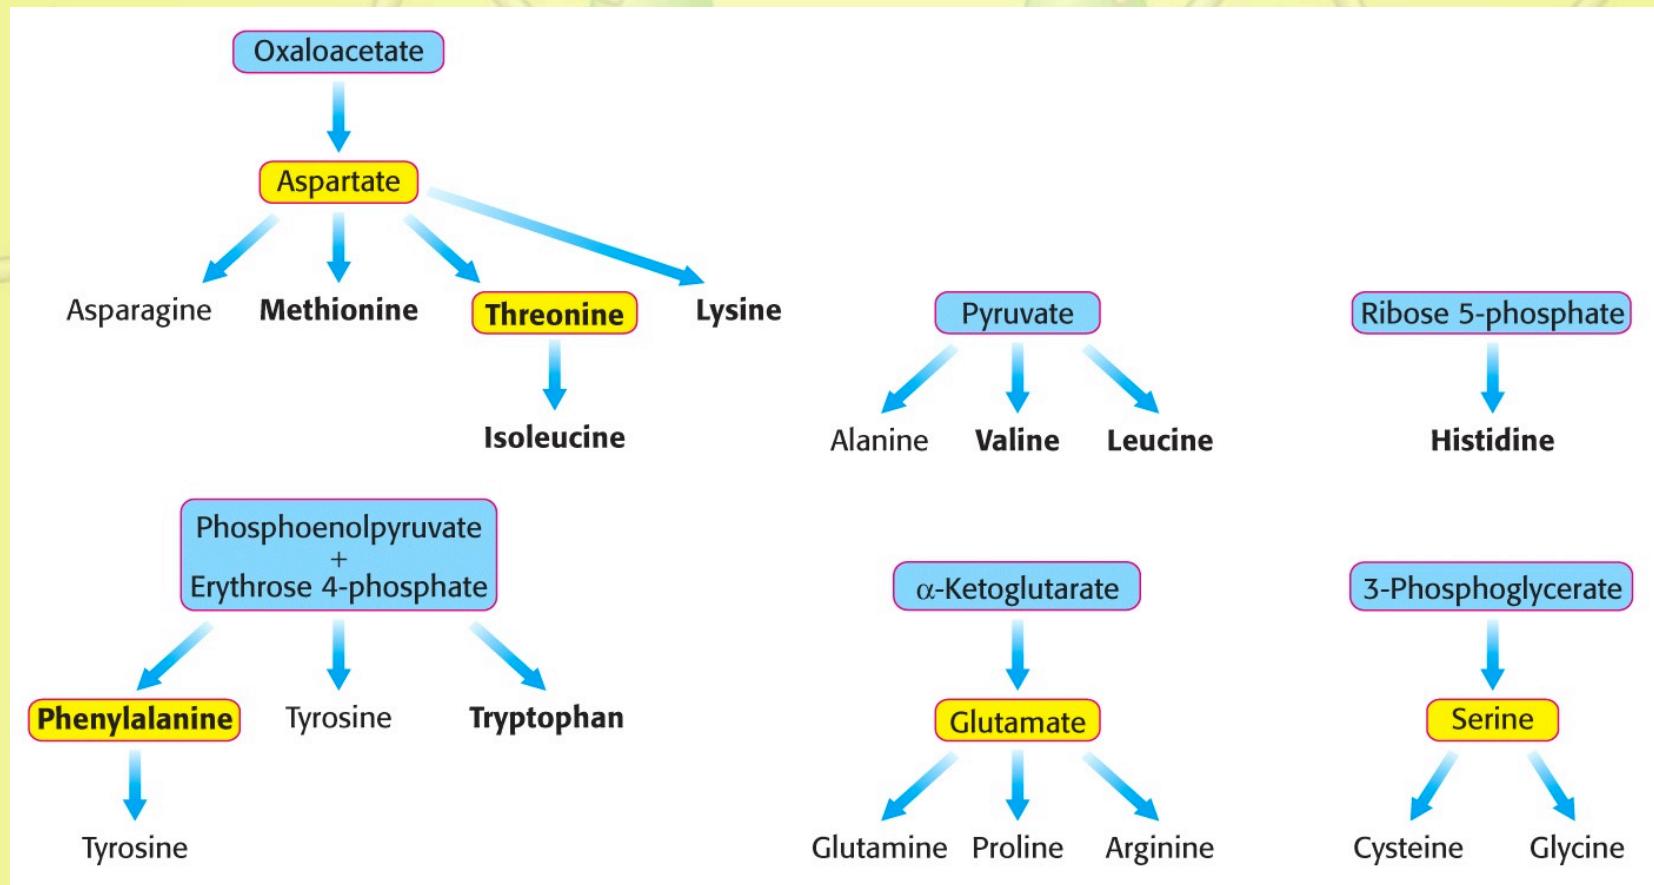 Oxaloacetate
Aspartate
Asparagine
Methionine
Threonine
Lysine
Isoleucine
Pyruvate
Alanine
Valine
Leucine
Ribose 5-phosphate
Histidine
Phosphoenolpyruvate
+
Erythrose 4-phosphate
Phenylalanine
Tyrosine
Tryptophan
Tyrosine
α-Ketoglutarate
Glutamate
Glutamine
Proline
Arginine
3-Phosphoglycerate
Serine
Cysteine
Glycine